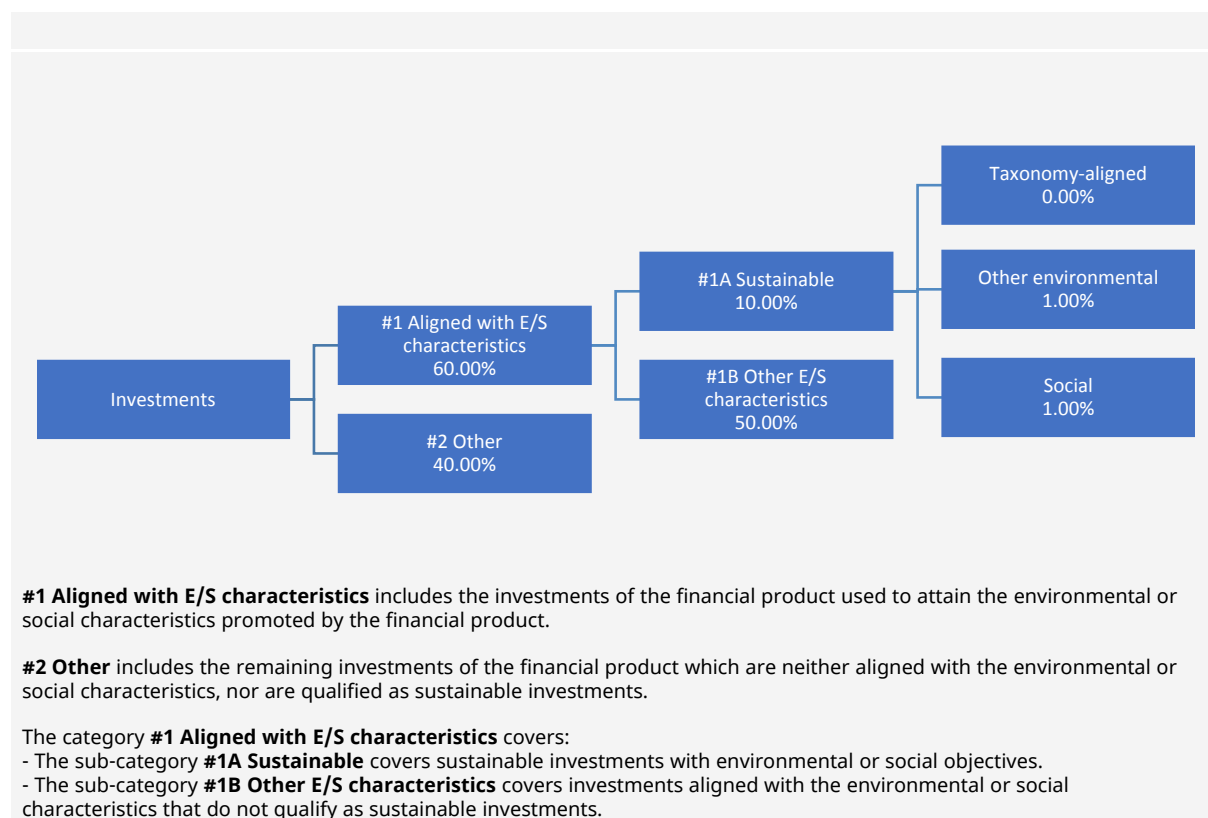 Taxonomy-aligned
0.00%
#1A Sustainable
10.00%
Other environmental
1.00%
#1 Aligned with E/S
characteristics
60.00%
#1B Other E/S
characteristics
50.00%
Social
1.00%
Investments
#2 Other
40.00%
#1 Aligned with E/S characteristics includes the investments of the financial product used to attain the environmental or
social characteristics promoted by the financial product.
#2 Other includes the remaining investments of the financial product which are neither aligned with the environmental or
social characteristics, nor are qualified as sustainable investments.
The category #1 Aligned with E/S characteristics covers:
- The sub-category #1A Sustainable covers sustainable investments with environmental or social objectives.
- The sub-category #1B Other E/S characteristics covers investments aligned with the environmental or social
characteristics that do not qualify as sustainable investments.